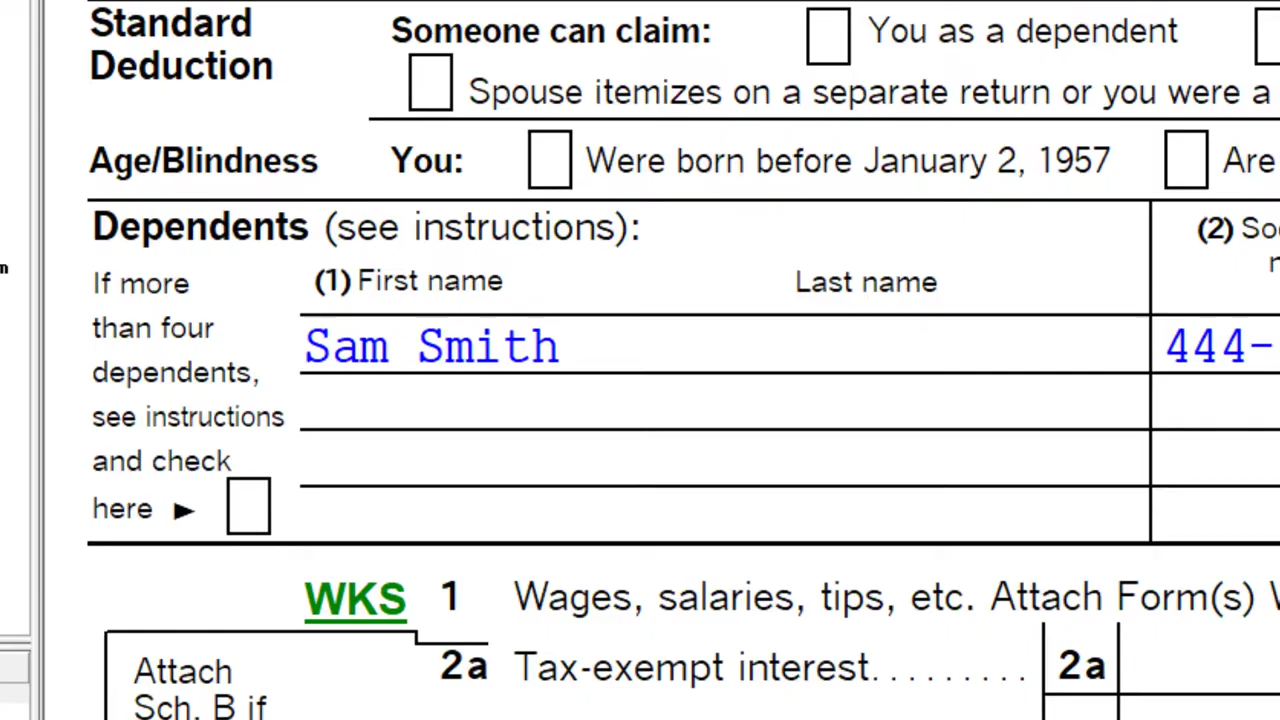 Standard
Deduction
Someone can claim: You as a dependent
Spouse itemizes on a separate return or you were a
Age/Blindness You: Were born before January 2, 1957 Are
Dependents (see instructions):
(2)
If more
than four
dependents,
see instructions
and check
here ►
(1) First name Last name
Sam Smith 444-
WKS 1 Wages, salaries, tips, etc. Attach Form(s)
2a Tax-exempt interest......... 2a
Attach
Sch. B if